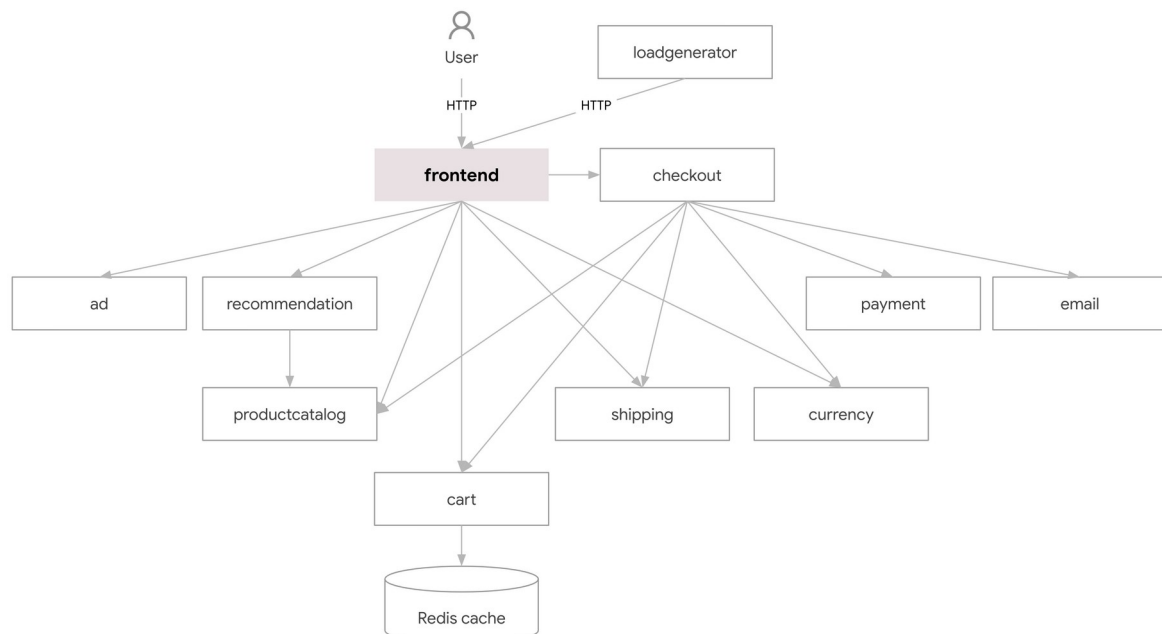 User
loadgenerator
HTTP
HTTP
frontend
checkout
ad
recommendation
payment
email
productcatalog
shipping
currency
cart
Redis cache